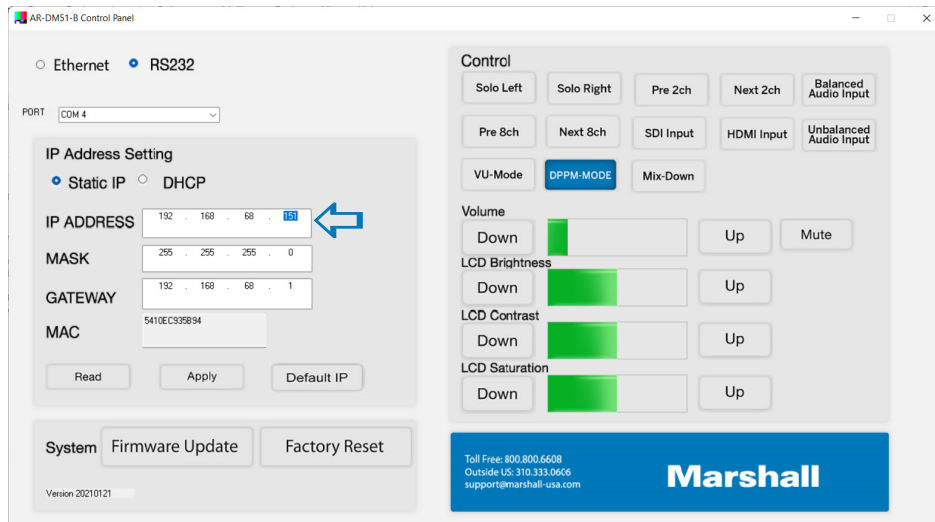 AR-DM51-B Control Panel
Ethernet RS232
PORT COM 4
IP Address Setting
Static IP DHCP
IP ADDRESS 192 . 168 . 68 . 151
MASK 255 . 255 . 255 . 0
GATEWAY 192 . 168 . 68 . 1
MAC 5410EC935B94
Read Apply Default IP
System Firmware Update Factory Reset
Version 20210121
Control
Solo Left Solo Right Pre 2ch Next 2ch Balanced Audio Input
Pre 8ch Next 8ch SDI Input HDMI Input Unbalanced Audio Input
VU-Mode DPPM-MODE Mix-Down
Volume
Down Up Mute
LCD Brightness
Down Up
LCD Contrast
Down Up
LCD Saturation
Down Up
Toll Free: 800.800.6608
Outside US: 310.333.0606
support@marshall-usa.com
Marshall